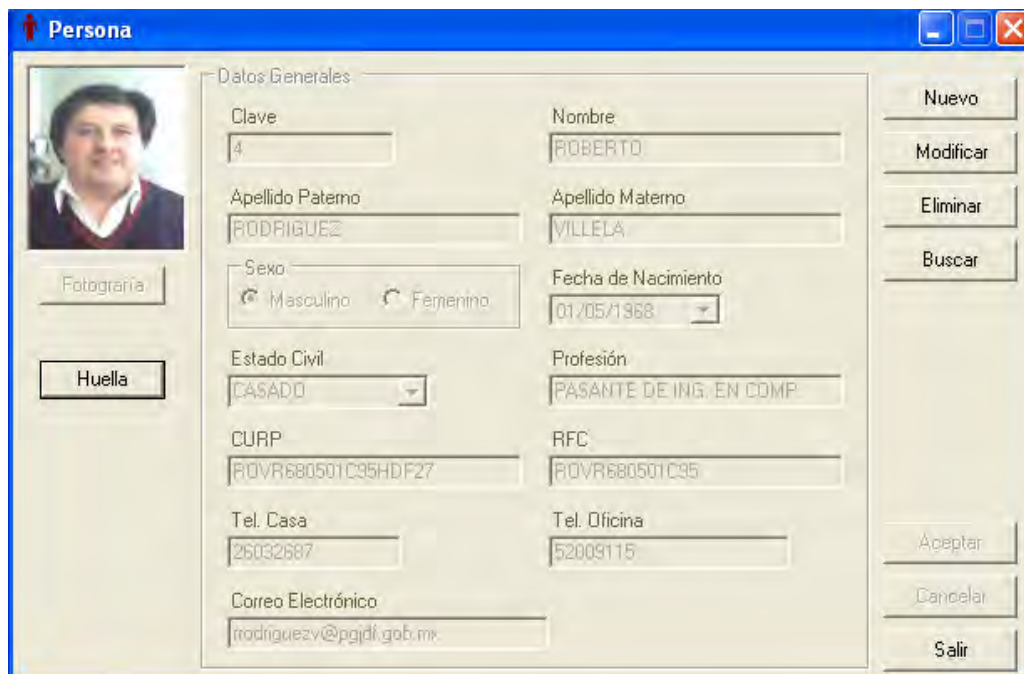 Persona
Datos Generales
Clave
4
Nombre
ROBERTO
Apellido Paterno
RODRIGUEZ
Apellido Materno
VILLELA
Sexo
Masculino Femenino
Fecha de Nacimiento
01/05/1968
Estado Civil
CASADO
Profesión
PASANTE DE ING. EN COMP.
CURP
ROVR680501C95HDF27
RFC
ROVR680501C95
Tel. Casa
26032687
Tel. Oficina
52009115
Correo Electrónico
rrodriguezv@pgjdf.gob.mx
Fotografía
Huella
Nuevo
Modificar
Eliminar
Buscar
Aceptar
Cancelar
Salir